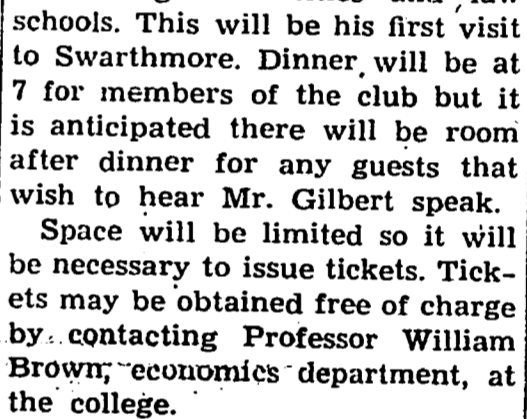 and law
schools. This will be his first visit
to Swarthmore. Dinner will be at
7 for members of the club but it
is anticipated there will be room
after dinner for any guests that
wish to hear Mr. Gilbert speak.
Space will be limited so it will
be necessary to issue tickets. Tick-
ets may be obtained free of charge
by contacting Professor William
Brown, economics department, at
the college.